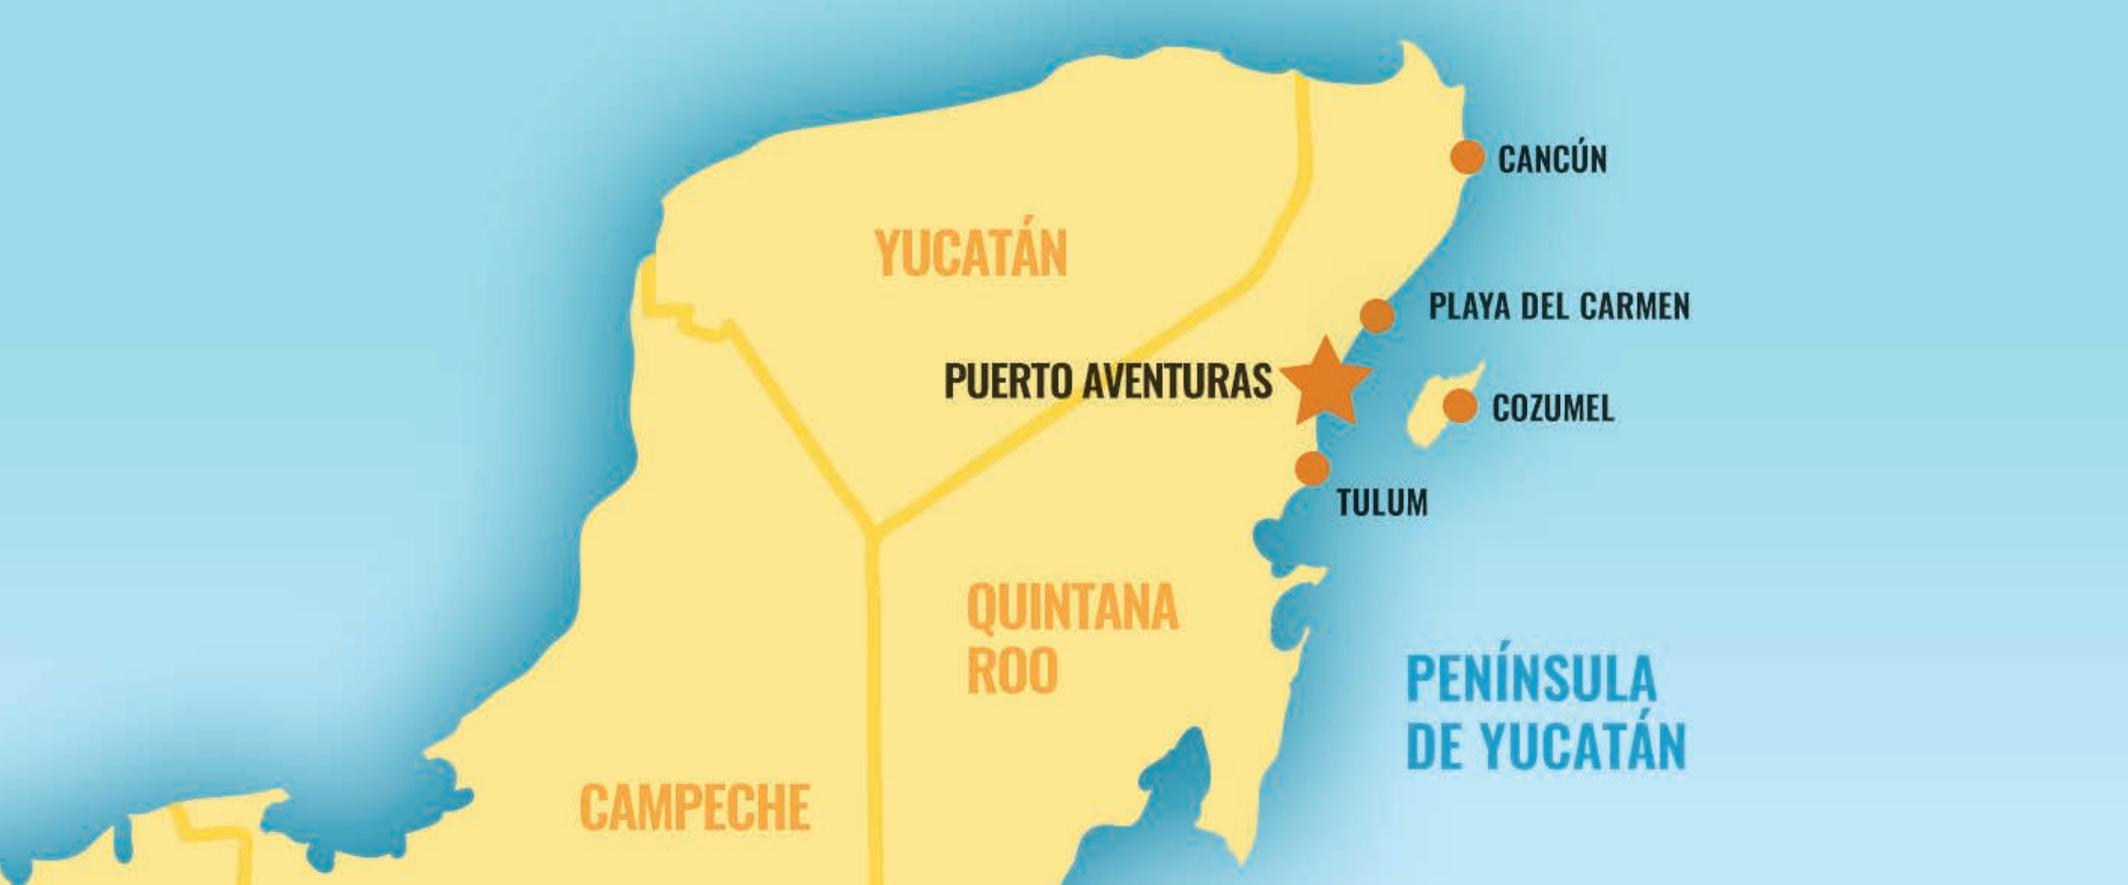 CANCÚN
YUCATÁN
PLAYA DEL CARMEN
PUERTO AVENTURAS
COZUMEL
TULUM
QUINTANA
ROO
PENÍNSULA
DE YUCATÁN
CAMPECHE